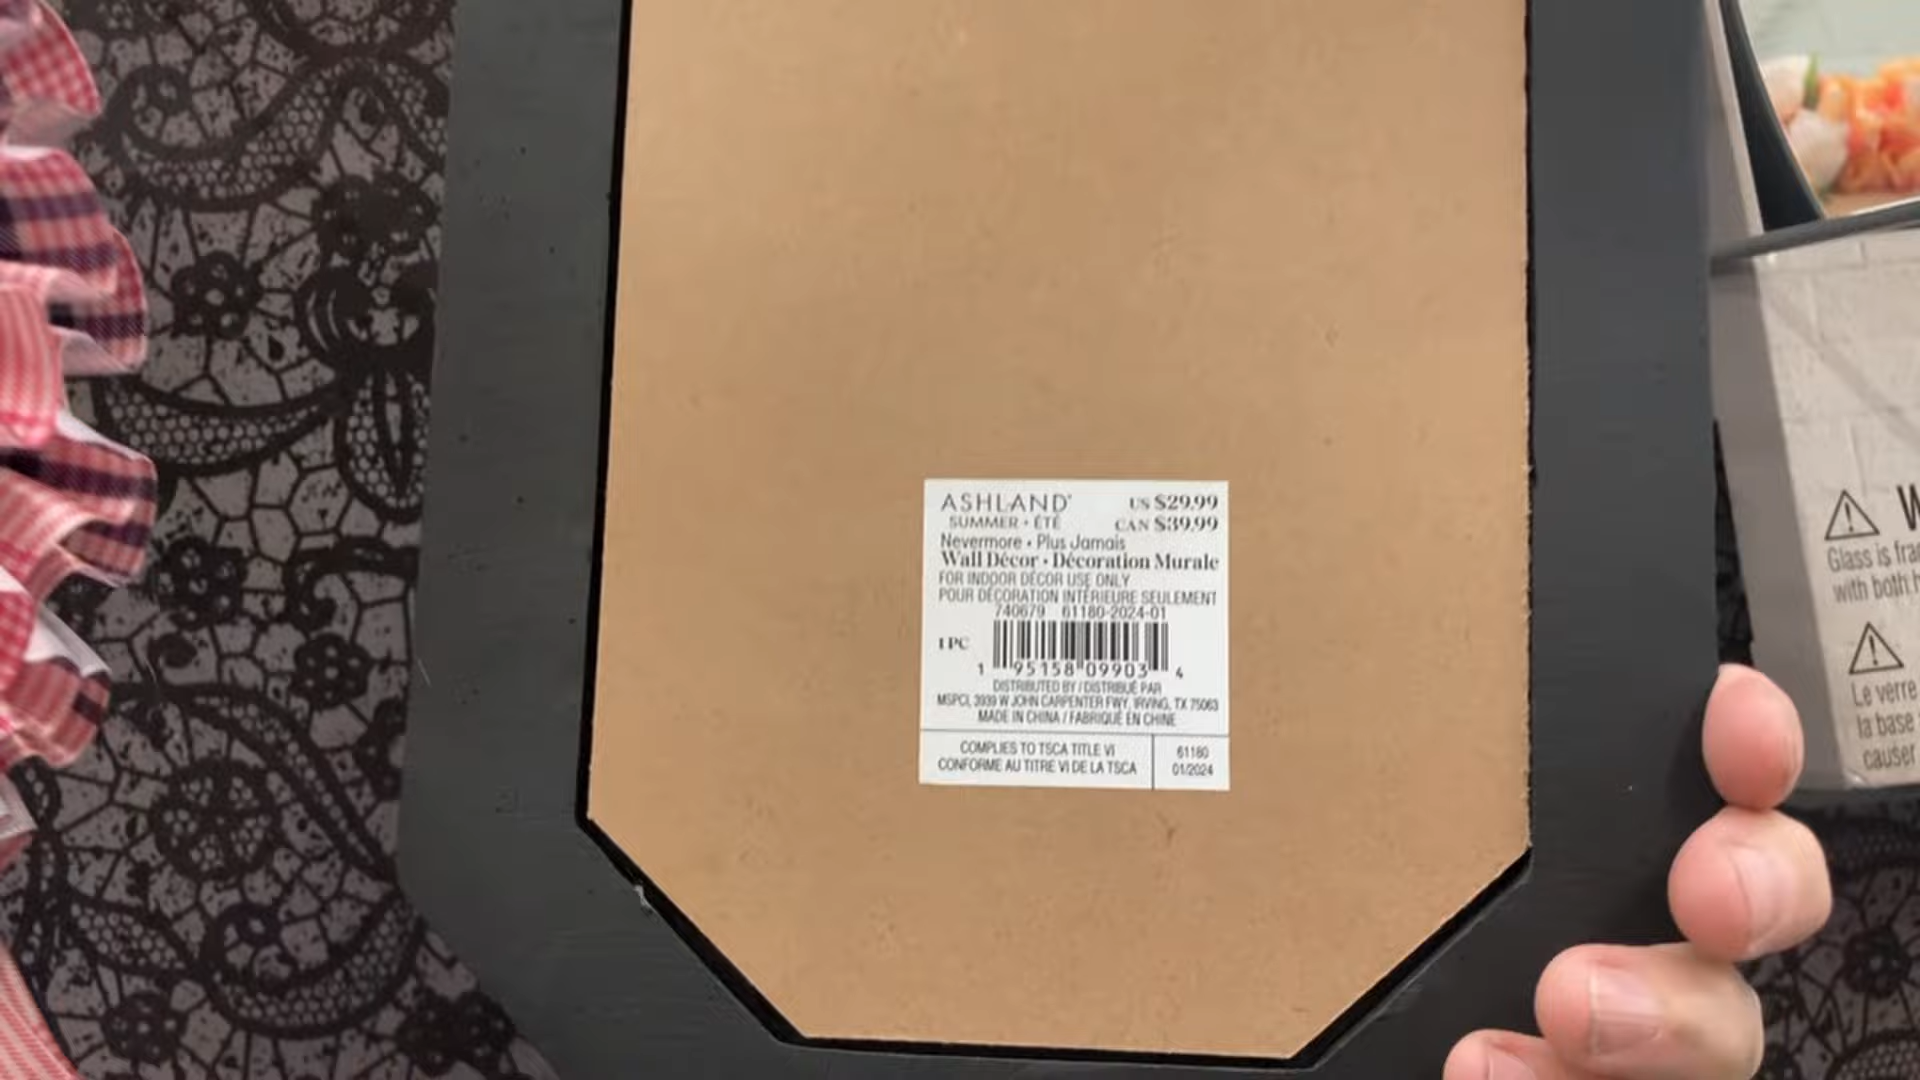 ASHLAND® US $29.99
SUMMER • ÉTÉ CAN $39.99
Nevermore • Plus Jamais
Wall Décor • Décoration Murale
FOR INDOOR DÉCOR USE ONLY
POUR DÉCORATION INTÉRIEURE SEULEMENT
740679 61180-2024-01
1 PC
1 95158 09903 4
DISTRIBUTED BY / DISTRIBUÉ PAR
MSPCI, 3939 W JOHN CARPENTER FWY, IRVING, TX 75063
MADE IN CHINA / FABRIQUÉ EN CHINE
COMPLIES TO TSCA TITLE VI
CONFORME AU TITRE VI DE LA TSCA
61180
01/2024
Glass is
with both
Le verre
la base
causer